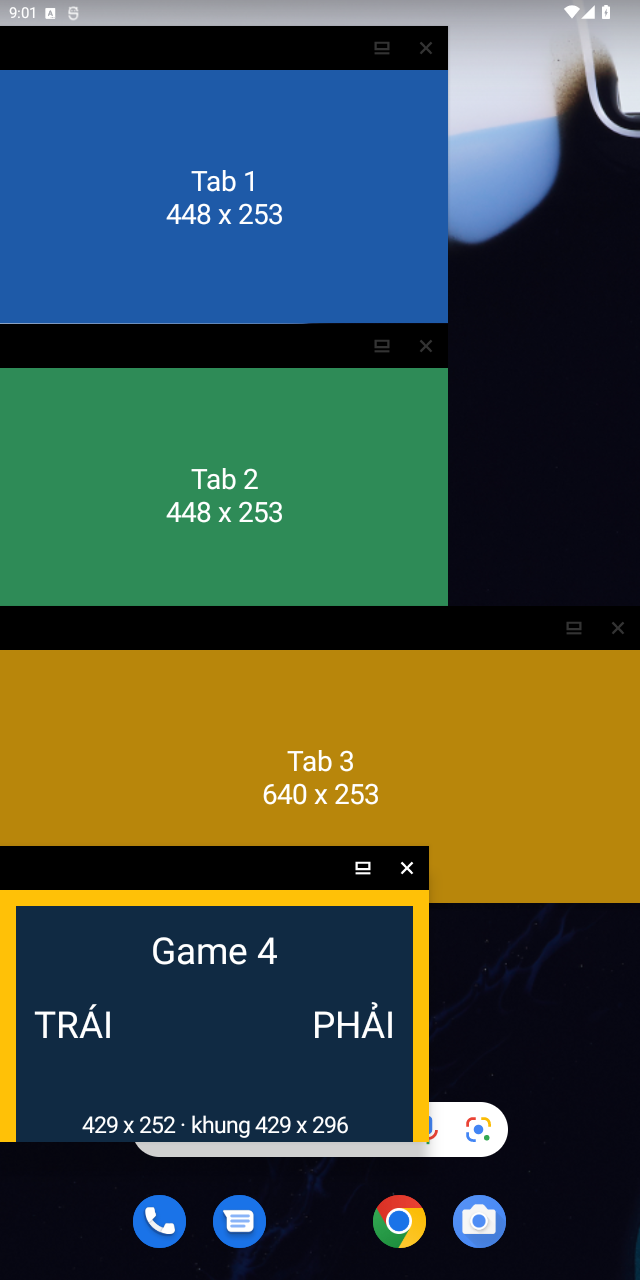 9:01
Tab 1
448 x 253
Tab 2
448 x 253
Tab 3
640 x 253
Game 4
TRÁI PHẢI
429 x 252 · khung 429 x 296